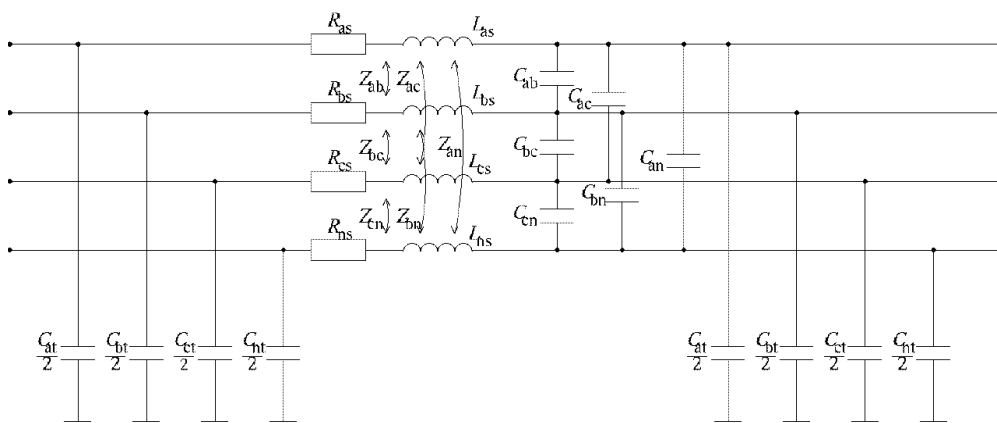 R_as L_as
Z_ab Z_ac C_ab C_ac
R_bs L_bs
Z_bc Z_an C_bc C_an
R_cs L_cs
Z_cn Z_bn C_cn C_bn
R_ns L_ns
C_at/2 C_bt/2 C_ct/2 C_nt/2 C_at/2 C_bt/2 C_ct/2 C_nt/2